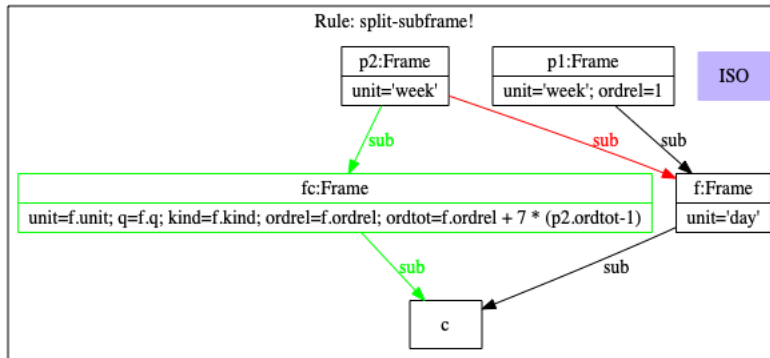 Rule: split-subframe!
p2:Frame
unit='week'
p1:Frame
unit='week'; ordrel=1
ISO
sub
sub
sub
fc:Frame
unit=f.unit; q=f.q; kind=f.kind; ordrel=f.ordrel; ordtot=f.ordrel + 7 * (p2.ordtot-1)
f:Frame
unit='day'
sub
sub
c